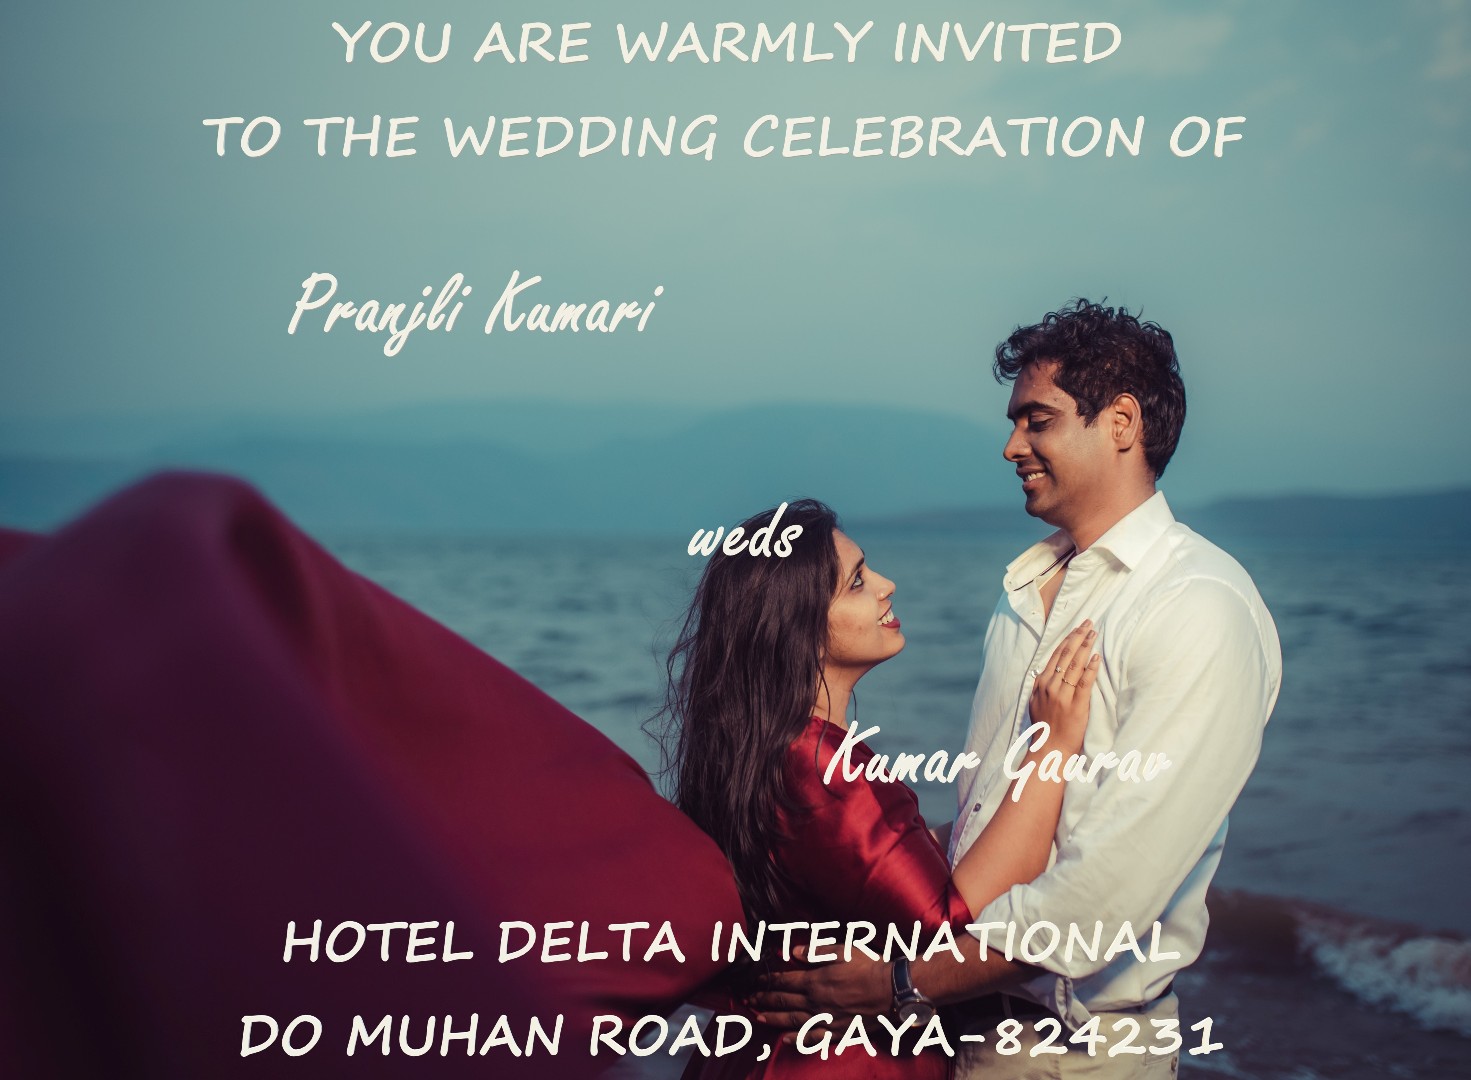 YOU ARE WARMLY INVITED
TO THE WEDDING CELEBRATION OF
Pranjli Kumari
weds
Kumar Gaurav
HOTEL DELTA INTERNATIONAL
DO MUHAN ROAD, GAYA-824231